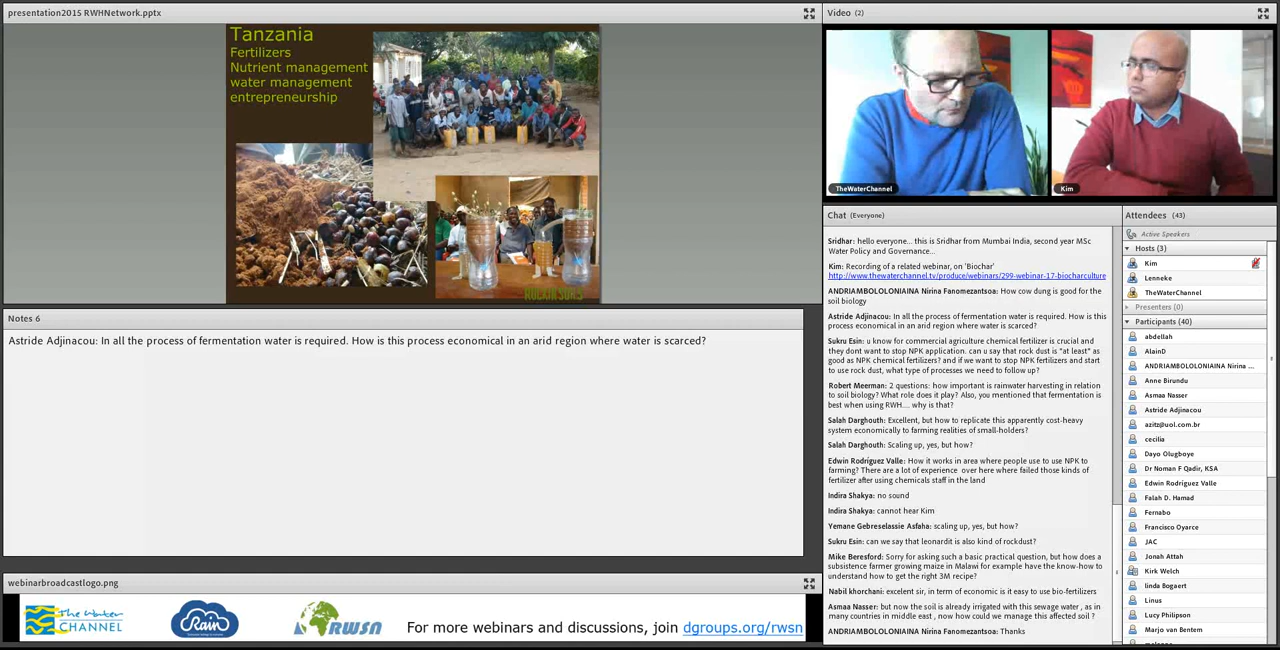 presentation2015 RWHNetwork.pptx
Tanzania
Fertilizers
Nutrient management
water management
entrepreneurship
Notes 6
Astride Adjinacou: In all the process of fermentation water is required. How is this process economical in an arid region where water is scarced?
webinarbroadcastlogo.png
The Water
CHANNEL
Rain
RWSN
For more webinars and discussions, join dgroups.org/rwsn
Video (2)
TheWaterChannel
Kim
Chat (Everyone)
Sridhar: hello everyone... this is Sridhar from Mumbai India, second year MSc
Water Policy and Governance...
Kim: Recording of a related webinar, on 'Biochar'
http://www.thewaterchannel.tv/produce/webinars/299-webinar-17-biocharculture
ANDRIAMBOLOLONIAINA Nirina Fanomezantsoa: How cow dung is good for the
soil biology
Astride Adjinacou: In all the process of fermentation water is required. How is this
process economical in an arid region where water is scarced?
Sukru Esin: u know for commercial agriculture chemical fertilizer is crucial and
they dont want to stop NPK application. can u say that rock dust is "at least" as
good as NPK chemical fertilizers? and if we want to stop NPK fertilizers and start
to use rock dust, what type of processes we need to follow up?
Robert Meerman: 2 questions: how important is rainwater harvesting in relation
to soil biology? What role does it play? Also, you mentioned that fermentation is
best when using RWH.... why is that?
Salah Darghouth: Excellent, but how to replicate this apparently cost-heavy
system economically to farming realities of small-holders?
Salah Darghouth: Scaling up, yes, but how?
Edwin Rodríguez Valle: How it works in area where people use to use NPK to
farming? There are a lot of experience over here where failed those kinds of
fertilizer after using chemicals staff in the land
Indira Shakya: no sound
Indira Shakya: cannot hear Kim
Yemane Gebreselassie Asfaha: scaling up, yes, but how?
Sukru Esin: can we say that leonardit is also kind of rockdust?
Mike Beresford: Sorry for asking such a basic practical question, but how does a
subsistence farmer growing maize in Malawi for example have the know-how to
understand how to get the right 3M recipe?
Nabil khorchani: excelent sir, in term of economic is it easy to use bio-fertilizers
Asmaa Nasser: but now the soil is already irrigated with this sewage water , as in
many countries in middle east , now how could we manage this affected soil ?
ANDRIAMBOLOLONIAINA Nirina Fanomezantsoa: Thanks
Attendees (43)
Active Speakers
Hosts (3)
Kim
Lenneke
TheWaterChannel
Presenters (0)
Participants (40)
abdellah
AlainD
ANDRIAMBOLOLONIAINA Nirina ...
Anne Birundu
Asmaa Nasser
Astride Adjinacou
azitz@uol.com.br
cecilia
Dayo Olugboye
Dr Noman F Qadir, KSA
Edwin Rodríguez Valle
Falah D. Hamad
Fernabo
Francisco Oyarce
JAC
Jonah Attah
Kirk Welch
linda Bogaert
Linus
Lucy Philipson
Marjo van Bentem